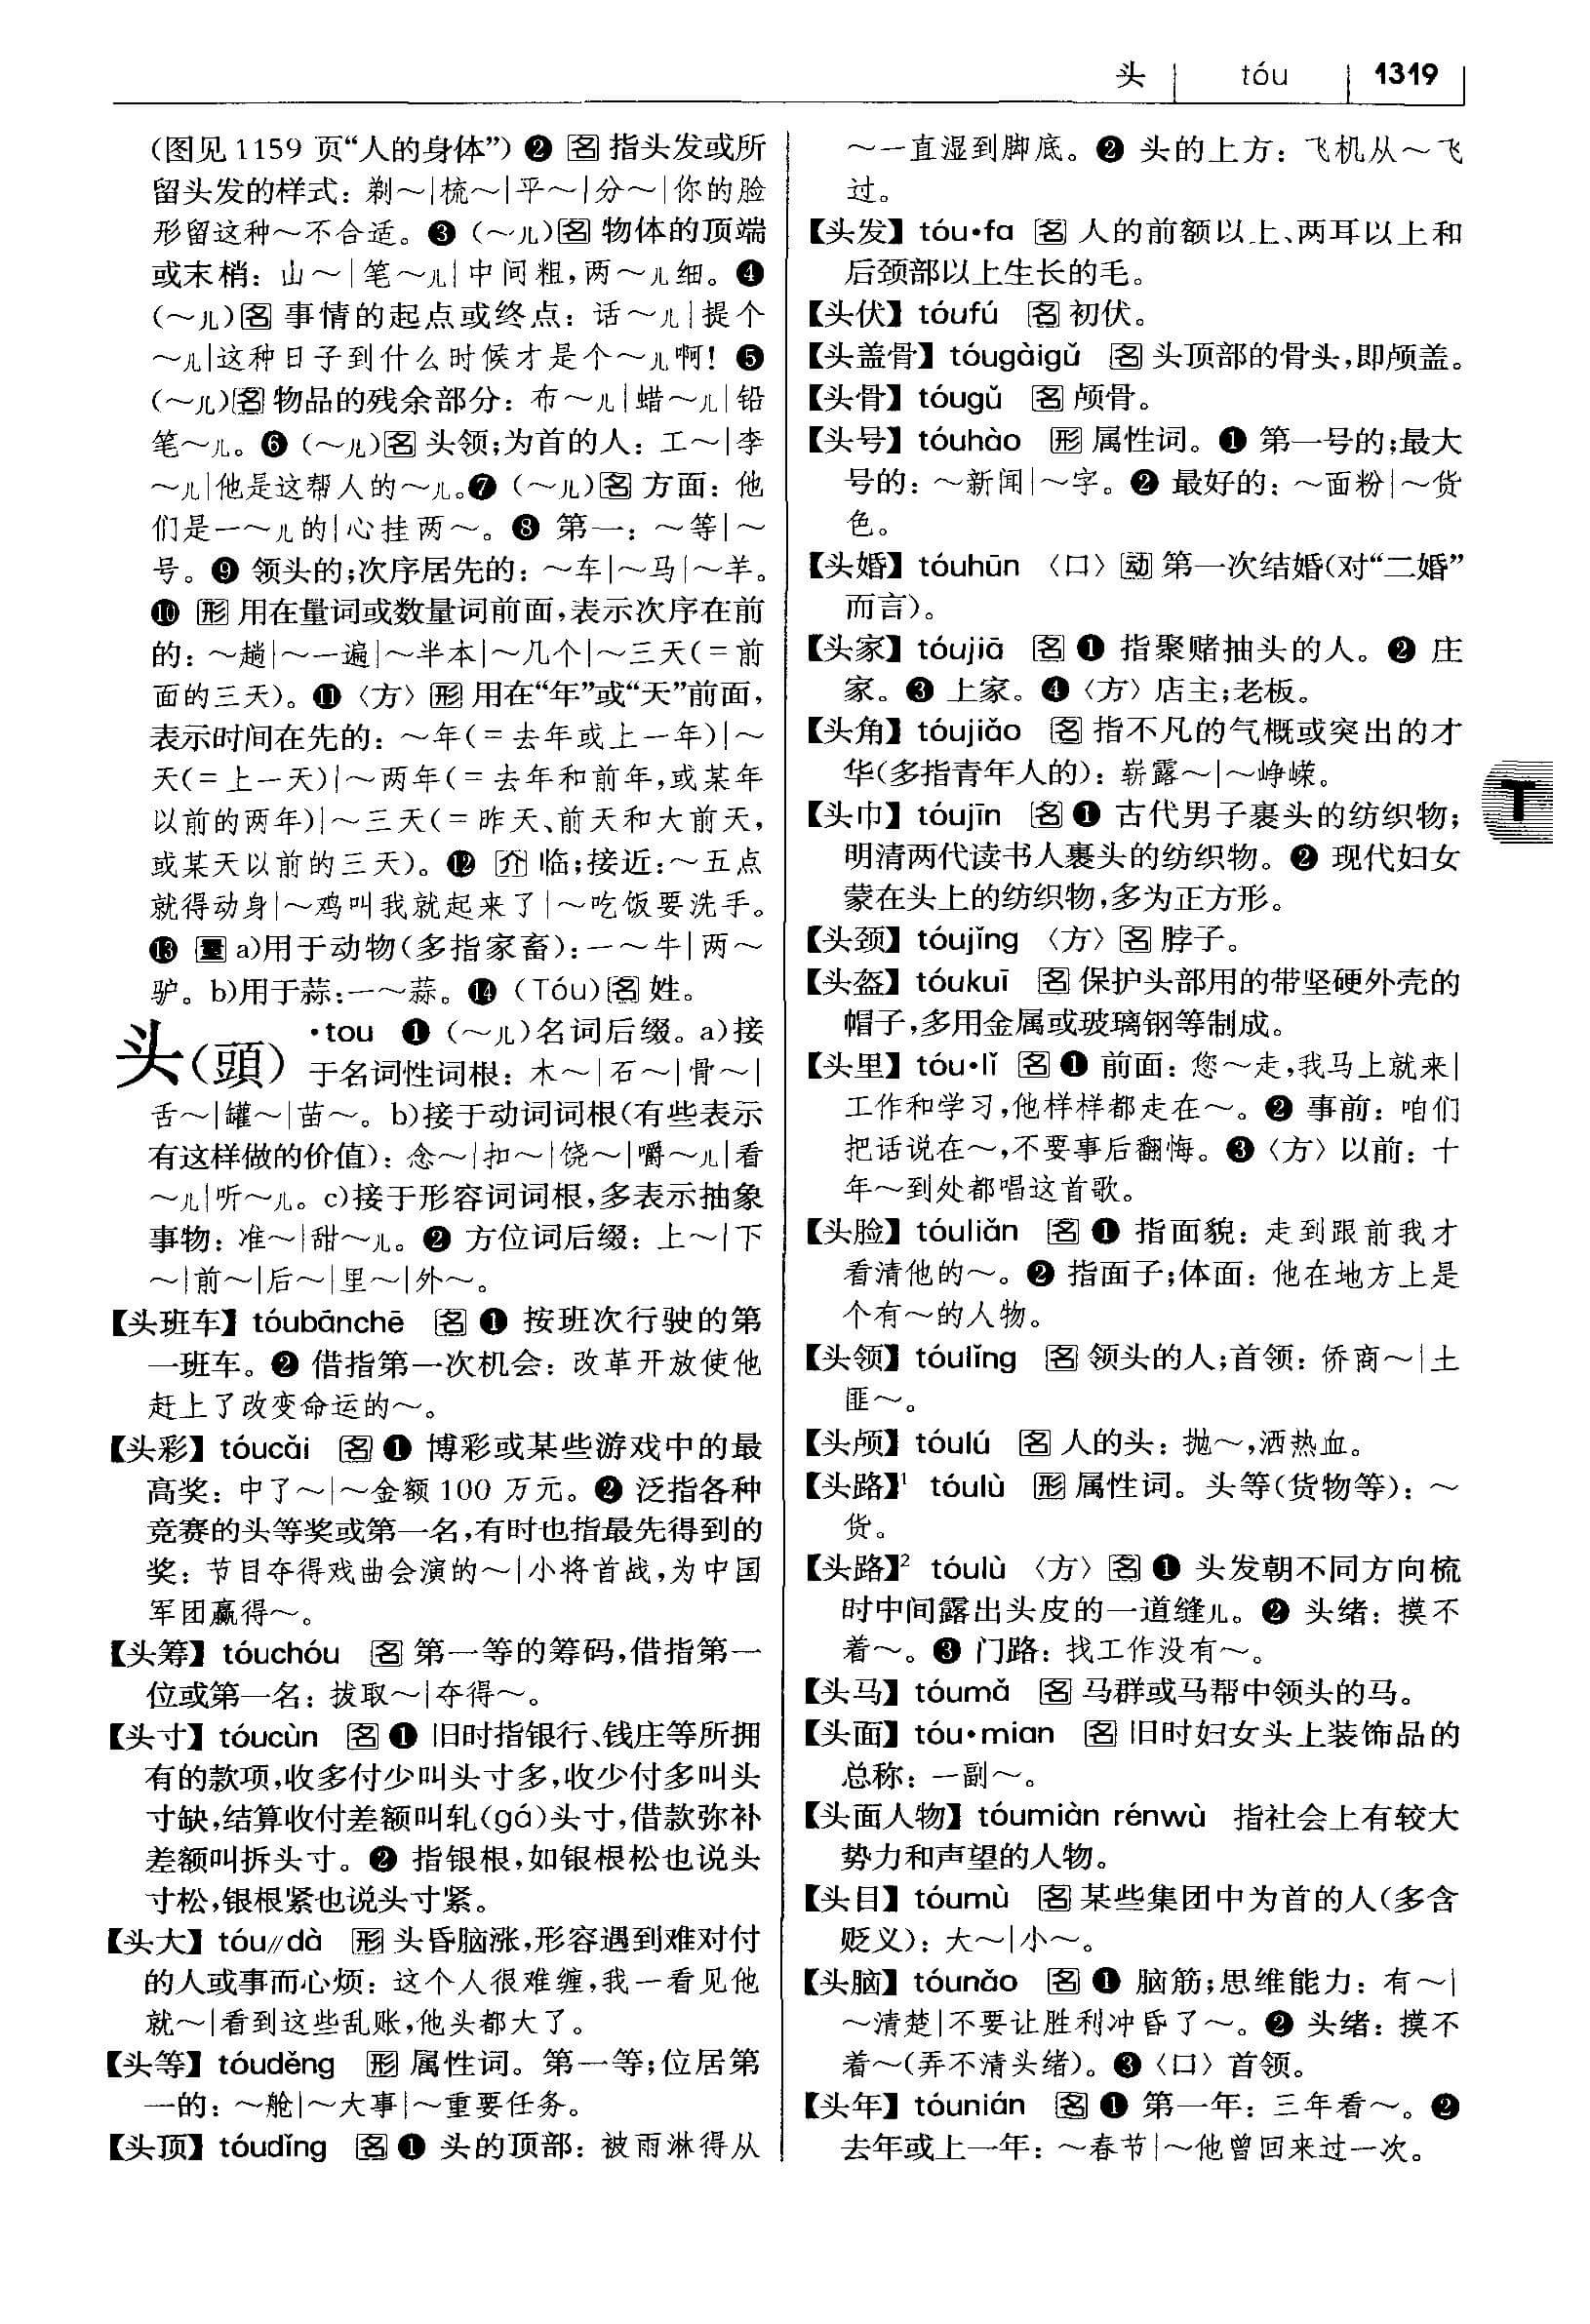 头 tóu 1319
(图见1159 页“人的身体”) ❷ 名 指头发或所
留头发的样式：剃～|梳～|平～|分～|你的脸
形留这种～不合适。❸ (～儿)名 物体的顶端
或末梢：山～|笔～儿|中间粗，两～儿细。❹
(～儿)名 事情的起点或终点：话～儿|提个
～儿|这种日子到什么时候才是个～儿啊！❺
(～儿)名 物品的残余部分：布～儿|蜡～儿|铅
笔～儿。❻ (～儿)名 头领；为首的人：工～|李
～儿|他是这帮人的～儿。❼ (～儿)名 方面：他
们是一～儿的|心挂两～。❽ 第一：～等|～
号。❾ 领头的；次序居先的：～车|～马|～羊。
❿ 形 用在量词或数量词前面，表示次序在前
的：～趟|～一遍|～半本|～几个|～三天(=前
面的三天)。⓫〈方〉形 用在“年”或“天”前面，
表示时间在先的：～年(=去年或上一年)|～
天(=上一天)|～两年(=去年和前年，或某年
以前的两年)|～三天(=昨天、前天和大前天，
或某天以前的三天)。⓬ 介 临；接近：～五点
就得动身|～鸡叫我就起来了|～吃饭要洗手。
⓭ 量 a)用于动物(多指家畜)：一～牛|两～
驴。b)用于蒜：一～蒜。⓮ (Tóu)名 姓。
头(頭) •tou ❶ (～儿)名词后缀。a)接
于名词性词根：木～|石～|骨～|
舌～|罐～|苗～。b)接于动词词根(有些表示
有这样做的价值)：念～|扣～|饶～|嚼～儿|看
～儿|听～儿。c)接于形容词词根，多表示抽象
事物：准～|甜～儿。❷ 方位词后缀：上～|下
～|前～|后～|里～|外～。
【头班车】tóubānchē 名 ❶ 按班次行驶的第
一班车。❷ 借指第一次机会：改革开放使他
赶上了改变命运的～。
【头彩】tóucǎi 名 ❶ 博彩或某些游戏中的最
高奖：中了～|～金额100 万元。❷ 泛指各种
竞赛的头等奖或第一名，有时也指最先得到的
奖：节目夺得戏曲会演的～|小将首战，为中国
军团赢得～。
【头筹】tóuchóu 名 第一等的筹码，借指第一
位或第一名：拔取～|夺得～。
【头寸】tóucùn 名 ❶ 旧时指银行、钱庄等所拥
有的款项，收多付少叫头寸多，收少付多叫头
寸缺，结算收付差额叫轧(gá)头寸，借款弥补
差额叫拆头寸。❷ 指银根，如银根松也说头
寸松，银根紧也说头寸紧。
【头大】tóu//dà 形 头昏脑涨，形容遇到难对付
的人或事而心烦：这个人很难缠，我一看见他
就～|看到这些乱账，他头都大了。
【头等】tóuděng 形 属性词。第一等；位居第
一的：～舱|～大事|～重要任务。
【头顶】tóudǐng 名 ❶ 头的顶部：被雨淋得从
～一直湿到脚底。❷ 头的上方：飞机从～飞
过。
【头发】tóu•fa 名 人的前额以上、两耳以上和
后颈部以上生长的毛。
【头伏】tóufú 名 初伏。
【头盖骨】tóugàigǔ 名 头顶部的骨头，即颅盖。
【头骨】tóugǔ 名 颅骨。
【头号】tóuhào 形 属性词。❶ 第一号的；最大
号的：～新闻|～字。❷ 最好的：～面粉|～货
色。
【头婚】tóuhūn〈口〉动 第一次结婚(对“二婚”
而言)。
【头家】tóujiā 名 ❶ 指聚赌抽头的人。❷ 庄
家。❸ 上家。❹〈方〉店主；老板。
【头角】tóujiǎo 名 指不凡的气概或突出的才
华(多指青年人的)：崭露～|～峥嵘。
【头巾】tóujīn 名 ❶ 古代男子裹头的纺织物；
明清两代读书人裹头的纺织物。❷ 现代妇女
蒙在头上的纺织物，多为正方形。
【头颈】tóujǐng〈方〉名 脖子。
【头盔】tóukuī 名 保护头部用的带坚硬外壳的
帽子，多用金属或玻璃钢等制成。
【头里】tóu•lǐ 名 ❶ 前面：您～走，我马上就来|
工作和学习，他样样都走在～。❷ 事前：咱们
把话说在～，不要事后翻悔。❸〈方〉以前：十
年～到处都唱这首歌。
【头脸】tóuliǎn 名 ❶ 指面貌：走到跟前我才
看清他的～。❷ 指面子；体面：他在地方上是
个有～的人物。
【头领】tóulǐng 名 领头的人；首领：侨商～|土
匪～。
【头颅】tóulú 名 人的头：抛～，洒热血。
【头路】¹ tóulù 形 属性词。头等(货物等)：～
货。
【头路】² tóulù〈方〉名 ❶ 头发朝不同方向梳
时中间露出头皮的一道缝儿。❷ 头绪：摸不
着～。❸ 门路：找工作没有～。
【头马】tóumǎ 名 马群或马帮中领头的马。
【头面】tóu•mian 名 旧时妇女头上装饰品的
总称：一副～。
【头面人物】tóumiàn rénwù 指社会上有较大
势力和声望的人物。
【头目】tóumù 名 某些集团中为首的人(多含
贬义)：大～|小～。
【头脑】tóunǎo 名 ❶ 脑筋；思维能力：有～|
～清楚|不要让胜利冲昏了～。❷ 头绪：摸不
着～(弄不清头绪)。❸〈口〉首领。
【头年】tóunián 名 ❶ 第一年：三年看～。❷
去年或上一年：～春节|～他曾回来过一次。
T